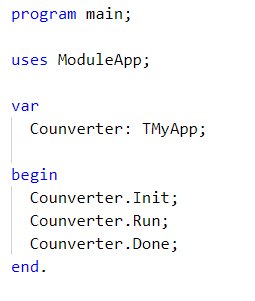 program main;
uses ModuleApp;
var
Counverter: TMyApp;
begin
Counverter.Init;
Counverter.Run;
Counverter.Done;
end.